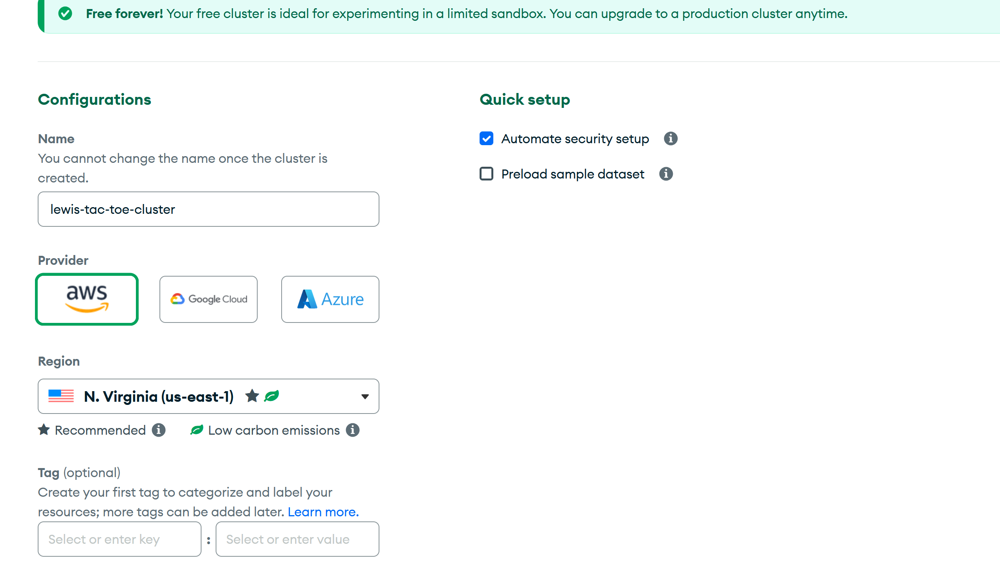 Free forever! Your free cluster is ideal for experimenting in a limited sandbox. You can upgrade to a production cluster anytime.
Configurations
Name
You cannot change the name once the cluster is
created.
lewis-tac-toe-cluster
Provider
aws
Google Cloud
Azure
Region
N. Virginia (us-east-1)
Recommended
Low carbon emissions
Tag (optional)
Create your first tag to categorize and label your
resources; more tags can be added later. Learn more.
Select or enter key : Select or enter value
Quick setup
Automate security setup
Preload sample dataset